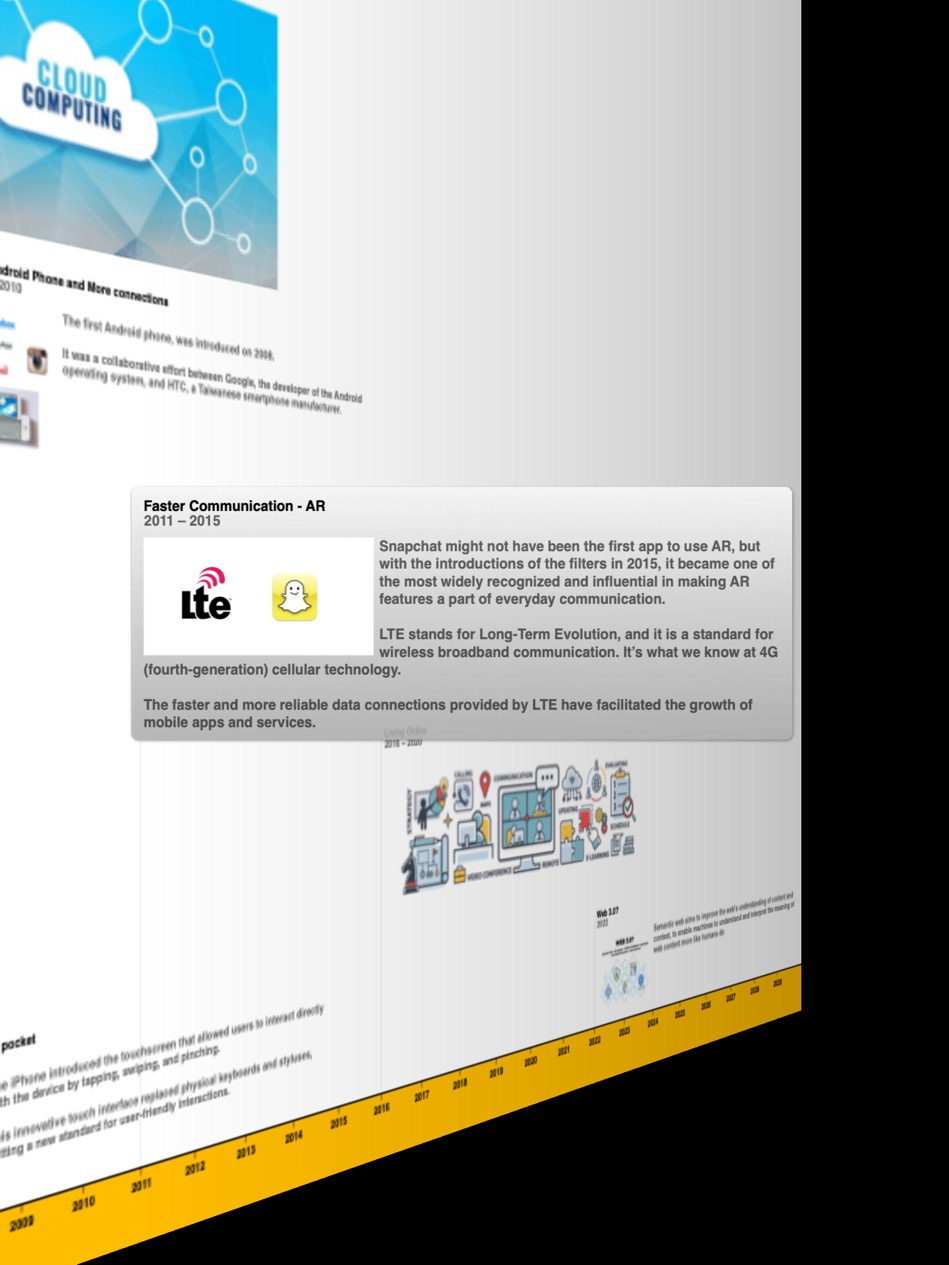 CLOUD
COMPUTING
droid Phone and More connections
2010
The first Android phone, was introduced on 2008.
It was a collaborative effort between Google, the developer of the Android
operating system, and HTC, a Taiwanese smartphone manufacturer.
Faster Communication - AR
2011 – 2015
Lte
Snapchat might not have been the first app to use AR, but
with the introductions of the filters in 2015, it became one of
the most widely recognized and influential in making AR
features a part of everyday communication.
LTE stands for Long-Term Evolution, and it is a standard for
wireless broadband communication. It’s what we know at 4G
(fourth-generation) cellular technology.
The faster and more reliable data connections provided by LTE have facilitated the growth of
mobile apps and services.
Living Online
2016 – 2020
STRATEGY
CALLING
MAPS
COMMUNICATION
UPDATING
EVALUATING
SCHEDULE
E-LEARNING
REMOTE
VIDEO CONFERENCE
Web 3.0?
2022
WEB 3.0?
Semantic web aims to improve the web's understanding of content and
context, to enable machines to understand and interpret the meaning of
web content more like humans do
pocket
e iPhone introduced the touchscreen that allowed users to interact directly
th the device by tapping, swiping, and pinching.
is innovative touch interface replaced physical keyboards and styluses,
tting a new standard for user-friendly interactions.
2009 2010 2011 2012 2013 2014 2015 2016 2017 2018 2019 2020 2021 2022 2023 2024 2025 2026 2027 2028 2029